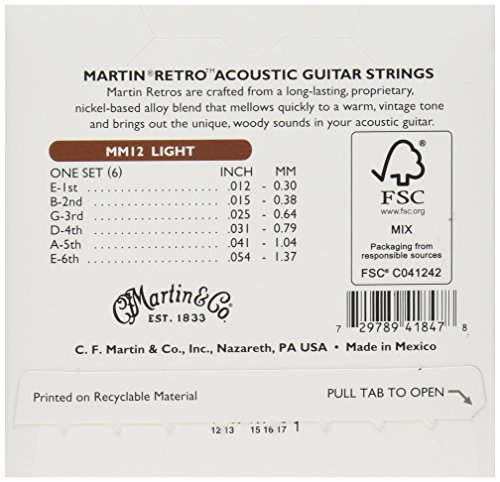 MARTIN® RETRO™ ACOUSTIC GUITAR STRINGS
Martin Retros are crafted from a long-lasting, proprietary,
nickel-based alloy blend that mellows quickly to a warm, vintage tone
and brings out the unique, woody sounds in your acoustic guitar.
MM12 LIGHT
ONE SET (6) INCH MM
E-1st .012 - 0.30
B-2nd .015 - 0.38
G-3rd .025 - 0.64
D-4th .031 - 0.79
A-5th .041 - 1.04
E-6th .054 - 1.37
FSC
www.fsc.org
MIX
Packaging from
responsible sources
FSC® C041242
C.F. Martin & Co.
EST. 1833
7 29789 41847 8
C. F. Martin & Co., Inc., Nazareth, PA USA • Made in Mexico
Printed on Recyclable Material
PULL TAB TO OPEN
12 13 15 16 17 1